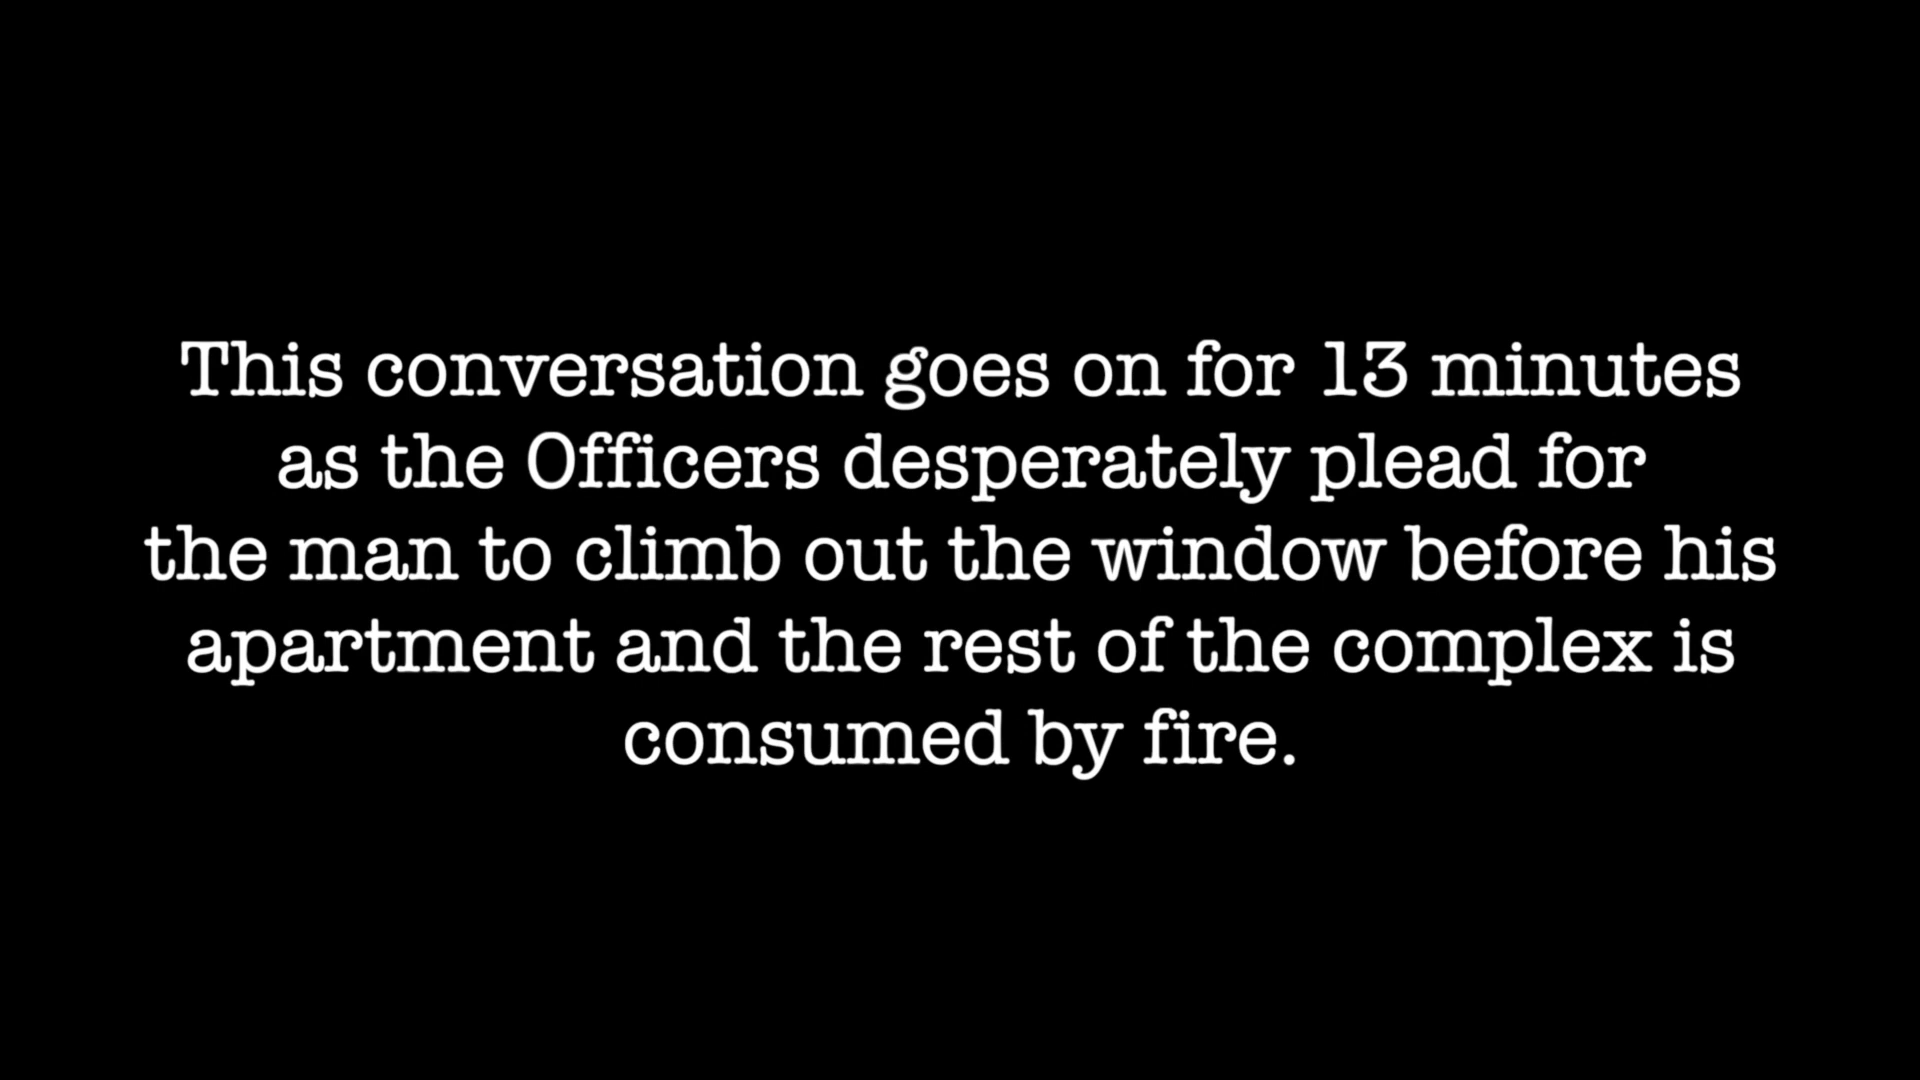 This conversation goes on for 13 minutes
as the Officers desperately plead for
the man to climb out the window before his
apartment and the rest of the complex is
consumed by fire.